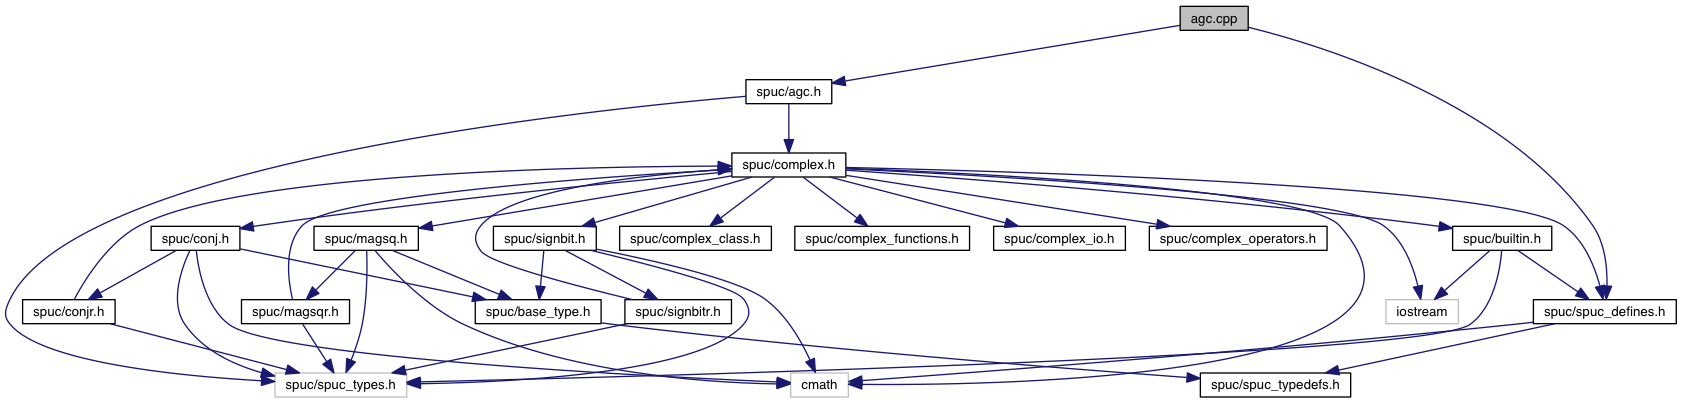 agc.cpp
spuc/agc.h
spuc/complex.h
spuc/conj.h
spuc/magsq.h
spuc/signbit.h
spuc/complex_class.h
spuc/complex_functions.h
spuc/complex_io.h
spuc/complex_operators.h
spuc/builtin.h
spuc/conjr.h
spuc/magsqr.h
spuc/base_type.h
spuc/signbitr.h
iostream
spuc/spuc_defines.h
spuc/spuc_types.h
cmath
spuc/spuc_typedefs.h